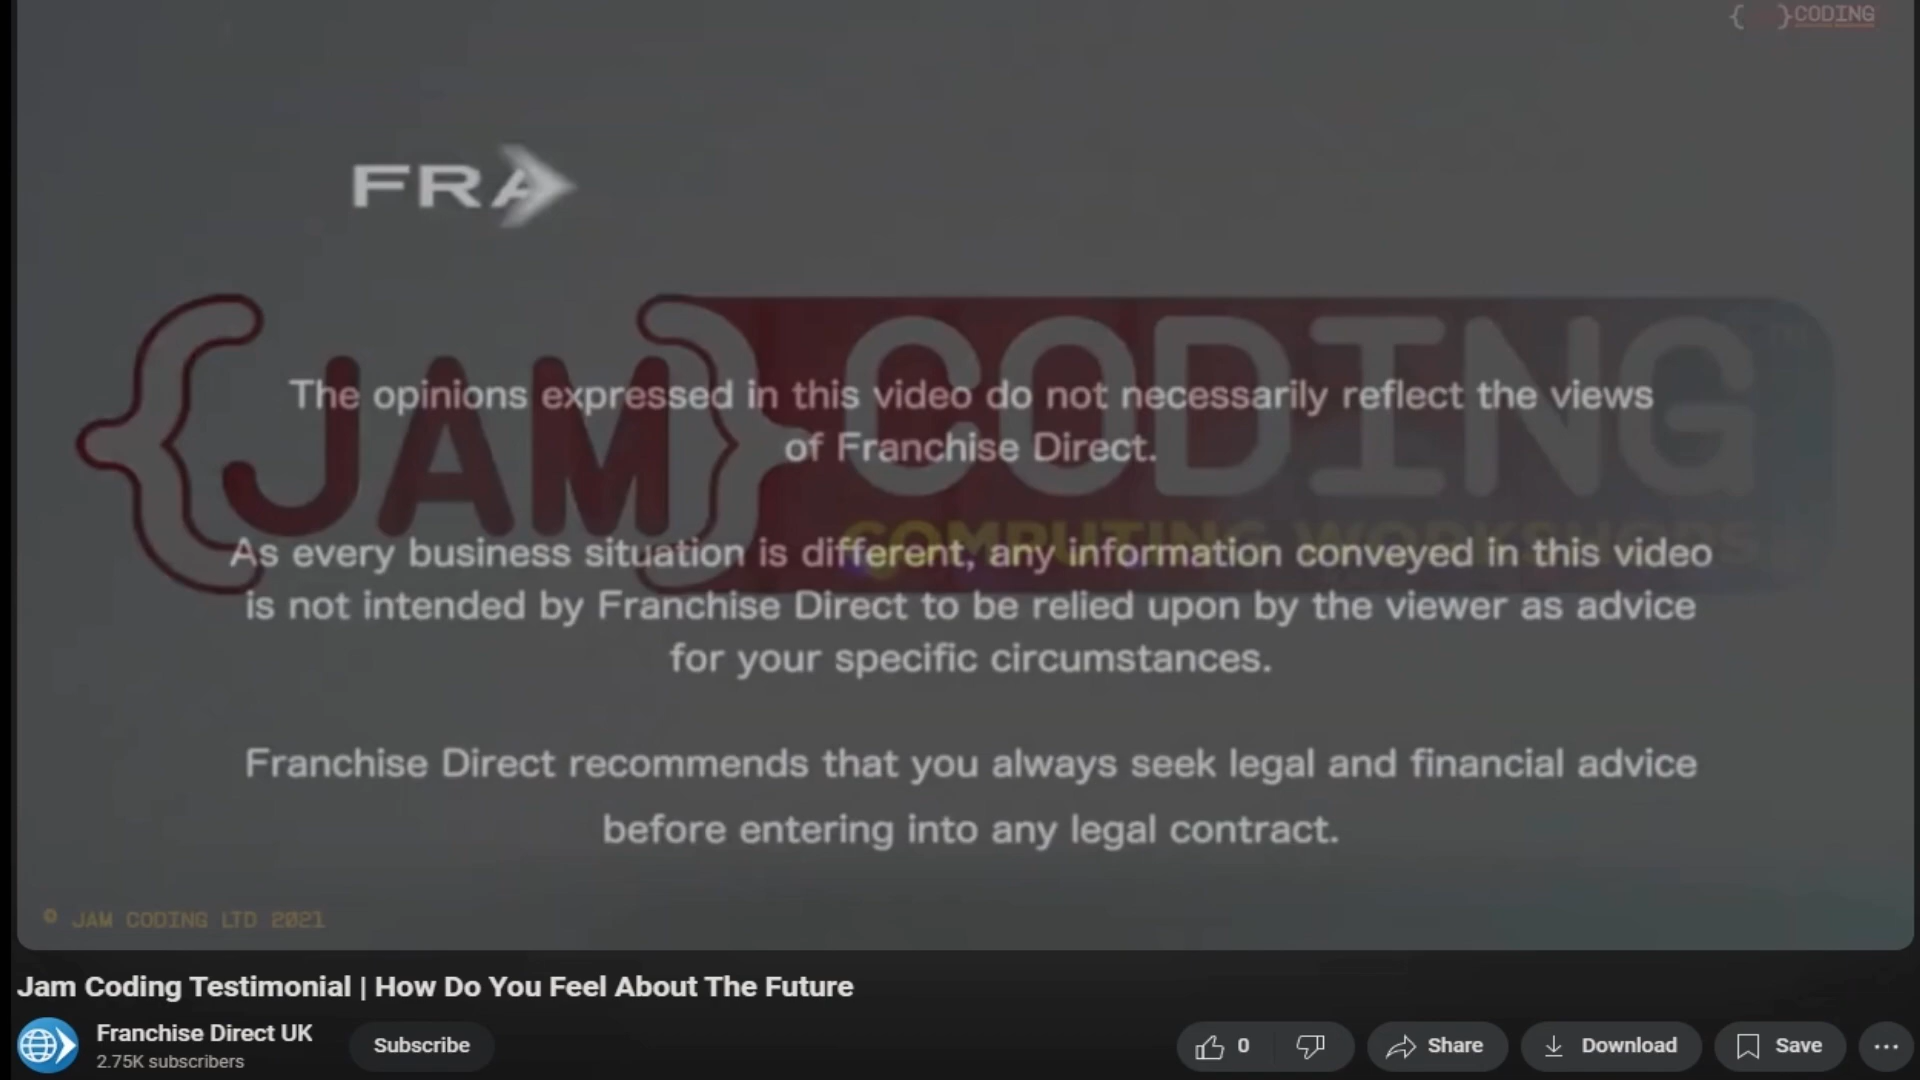 { }CODING
FRA
{JAM} CODING
COMPUTING WORKSHOPS
The opinions expressed in this video do not necessarily reflect the views
of Franchise Direct.
As every business situation is different, any information conveyed in this video
is not intended by Franchise Direct to be relied upon by the viewer as advice
for your specific circumstances.
Franchise Direct recommends that you always seek legal and financial advice
before entering into any legal contract.
© JAM CODING LTD 2021
Jam Coding Testimonial | How Do You Feel About The Future
Franchise Direct UK
2.75K subscribers
Subscribe
0
Share
Download
Save